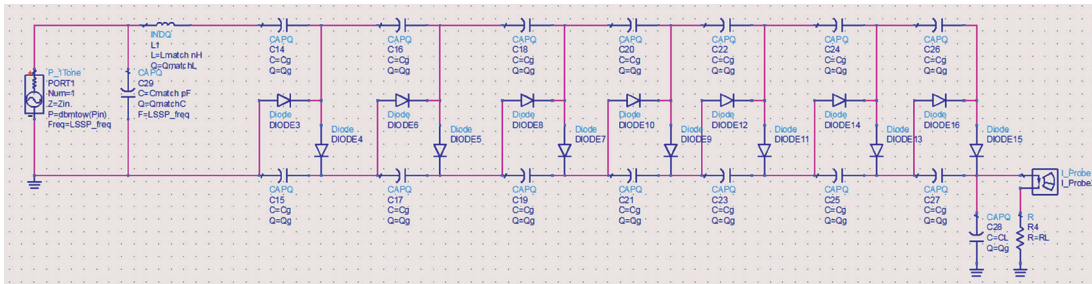 P_1Tone
PORT1
Num=1
Z=Zin.
P=dbmtow(Pin)
Freq=LSSP_freq
INDQ
L1
L=Lmatch nH
Q=QmatchL
CAPQ
C29
C=Cmatch pF
Q=QmatchC
F=LSSP_freq
CAPQ
C14
C=Cg
Q=Qg
CAPQ
C16
C=Cg
Q=Qg
CAPQ
C18
C=Cg
Q=Qg
CAPQ
C20
C=Cg
Q=Qg
CAPQ
C22
C=Cg
Q=Qg
CAPQ
C24
C=Cg
Q=Qg
CAPQ
C26
C=Cg
Q=Qg
Diode
DIODE3
Diode
DIODE4
Diode
DIODE6
Diode
DIODE5
Diode
DIODE8
Diode
DIODE7
Diode
DIODE10
Diode
DIODE9
Diode
DIODE12
Diode
DIODE11
Diode
DIODE14
Diode
DIODE13
Diode
DIODE16
Diode
DIODE15
CAPQ
C15
C=Cg
Q=Qg
CAPQ
C17
C=Cg
Q=Qg
CAPQ
C19
C=Cg
Q=Qg
CAPQ
C21
C=Cg
Q=Qg
CAPQ
C23
C=Cg
Q=Qg
CAPQ
C25
C=Cg
Q=Qg
CAPQ
C27
C=Cg
Q=Qg
I_Probe
I_Probe
CAPQ
C28
C=CL
Q=Qg
R
R4
R=RL